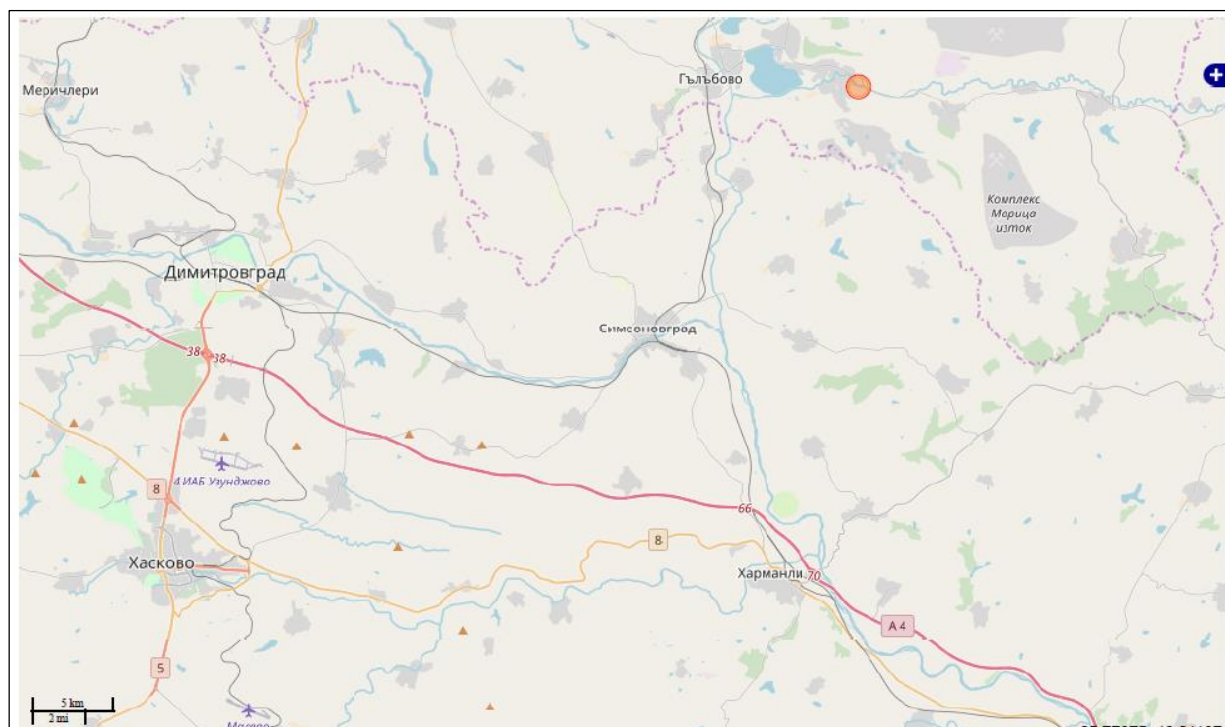 Гълъбово
Меричлери
Комплекс
Марица
изток
Димитровград
Симеоновград
38
38
4 ИАБ Узунджово
8
66
8
Хасково
Харманли
70
А 4
5
5 km
2 mi